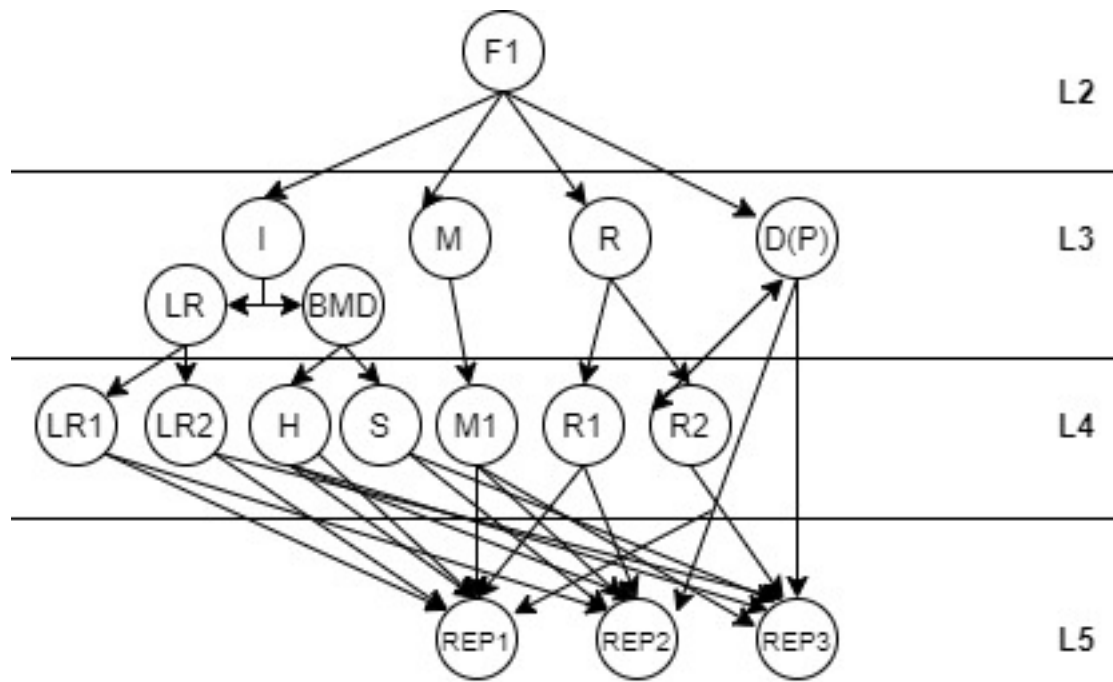 F1
L2
I
M
R
D(P)
L3
LR
BMD
LR1
LR2
H
S
M1
R1
R2
L4
REP1
REP2
REP3
L5